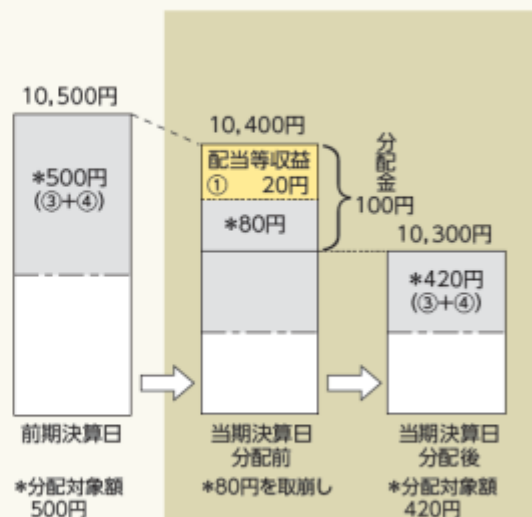 10,500円
*500円
(③+④)
前期決算日
*分配対象額
500円
10,400円
配当等収益
① 20円
*80円
分配金
100円
当期決算日
分配前
*80円を取崩し
10,300円
*420円
(③+④)
当期決算日
分配後
*分配対象額
420円